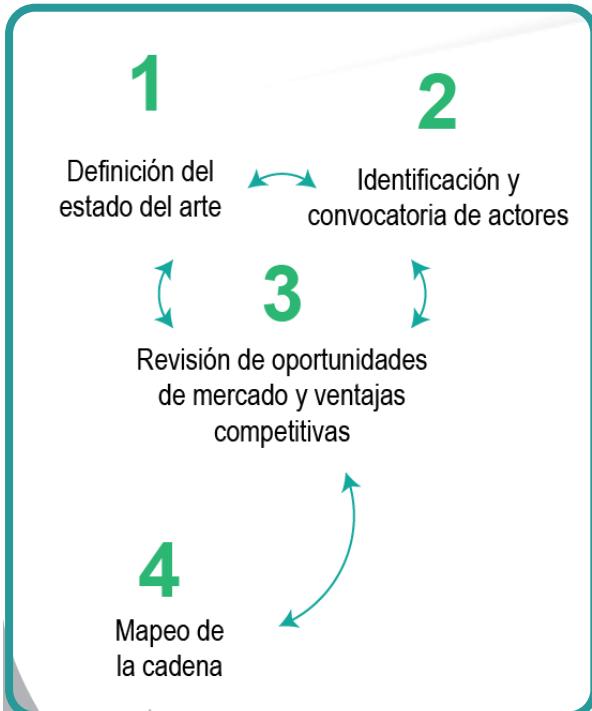 1
Definición del
estado del arte
2
Identificación y
convocatoria de actores
3
Revisión de oportunidades
de mercado y ventajas
competitivas
4
Mapeo de
la cadena